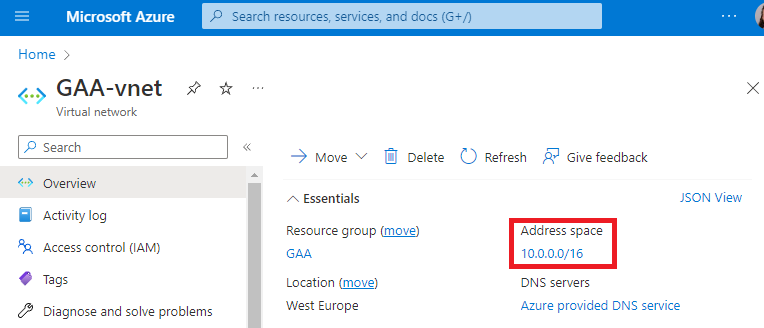 Microsoft Azure
Search resources, services, and docs (G+/)
Home
GAA-vnet
Virtual network
Search
Overview
Activity log
Access control (IAM)
Tags
Diagnose and solve problems
Move
Delete
Refresh
Give feedback
Essentials
JSON View
Resource group (move)
GAA
Location (move)
West Europe
Address space
10.0.0.0/16
DNS servers
Azure provided DNS service